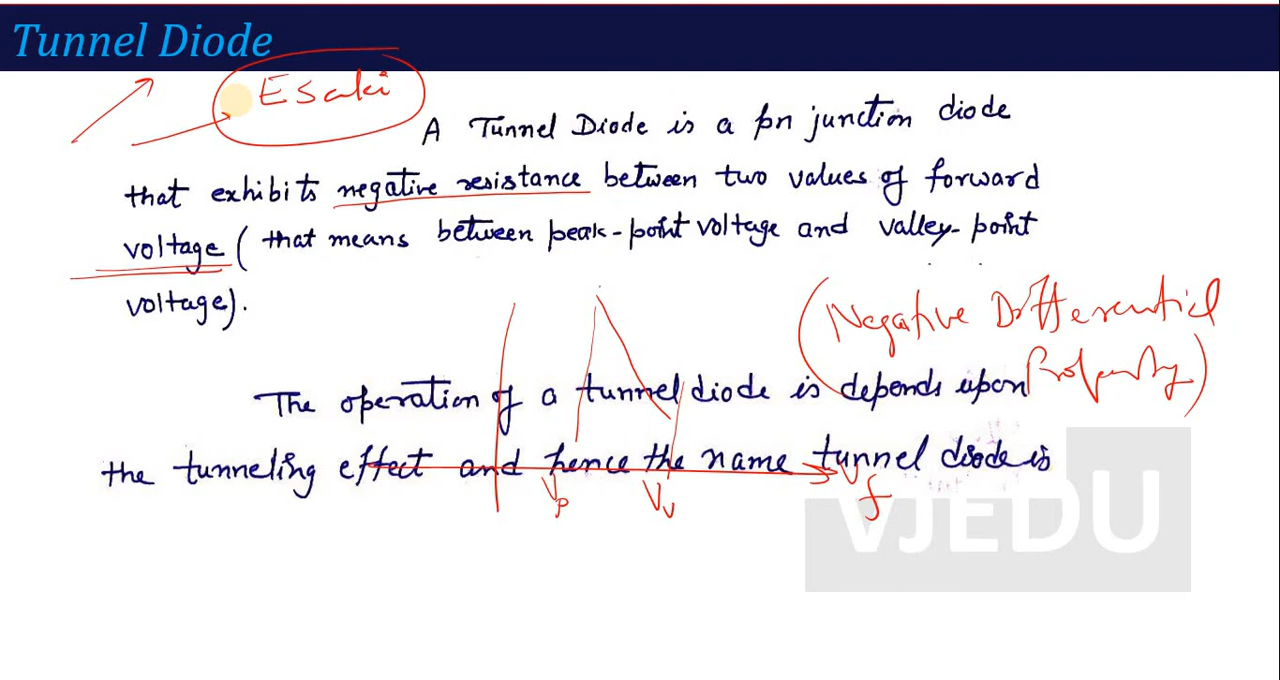 Tunnel Diode
Esaki
A Tunnel Diode is a pn junction diode
that exhibits negative resistance between two values of forward
voltage (that means between peak-point voltage and valley-point
voltage).
(Negative Differential
Property)
The operation of a tunnel diode is depends upon
the tunneling effect and hence the name tunnel diode is
Vp
Vv
Vf
VJEDU